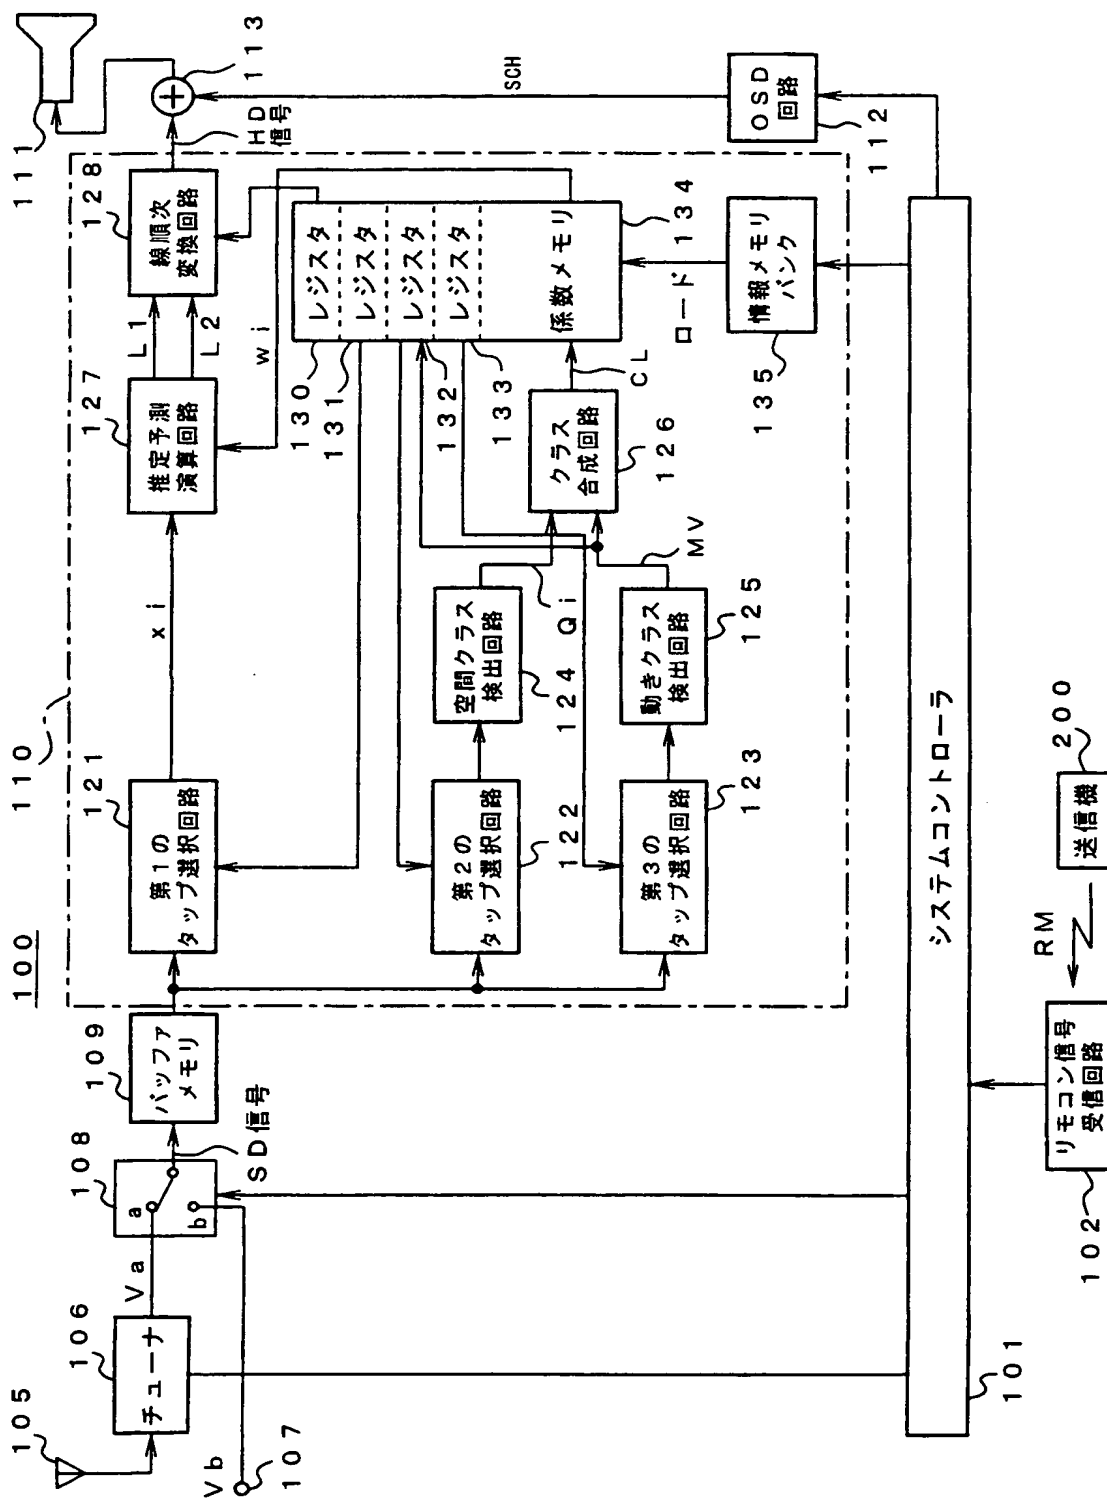 100
105
106
チューナ
Va
Vb
107
108
a
b
SD信号
109
バッファ
メモリ
110
121
第1の
タップ選択回路
xi
122
第2の
タップ選択回路
123
第3の
タップ選択回路
124
空間クラス
検出回路
Qi
125
動きクラス
検出回路
MV
126
クラス
合成回路
CL
127
推定予測
演算回路
L1
L2
wi
128
線順次
変換回路
130
レジスタ
131
レジスタ
132
レジスタ
133
レジスタ
係数メモリ
134
ロード
135
情報メモリ
バンク
HD
信号
113
111
SCH
OSD
回路
112
システムコントローラ
101
102
リモコン信号
受信回路
RM
200
送信機